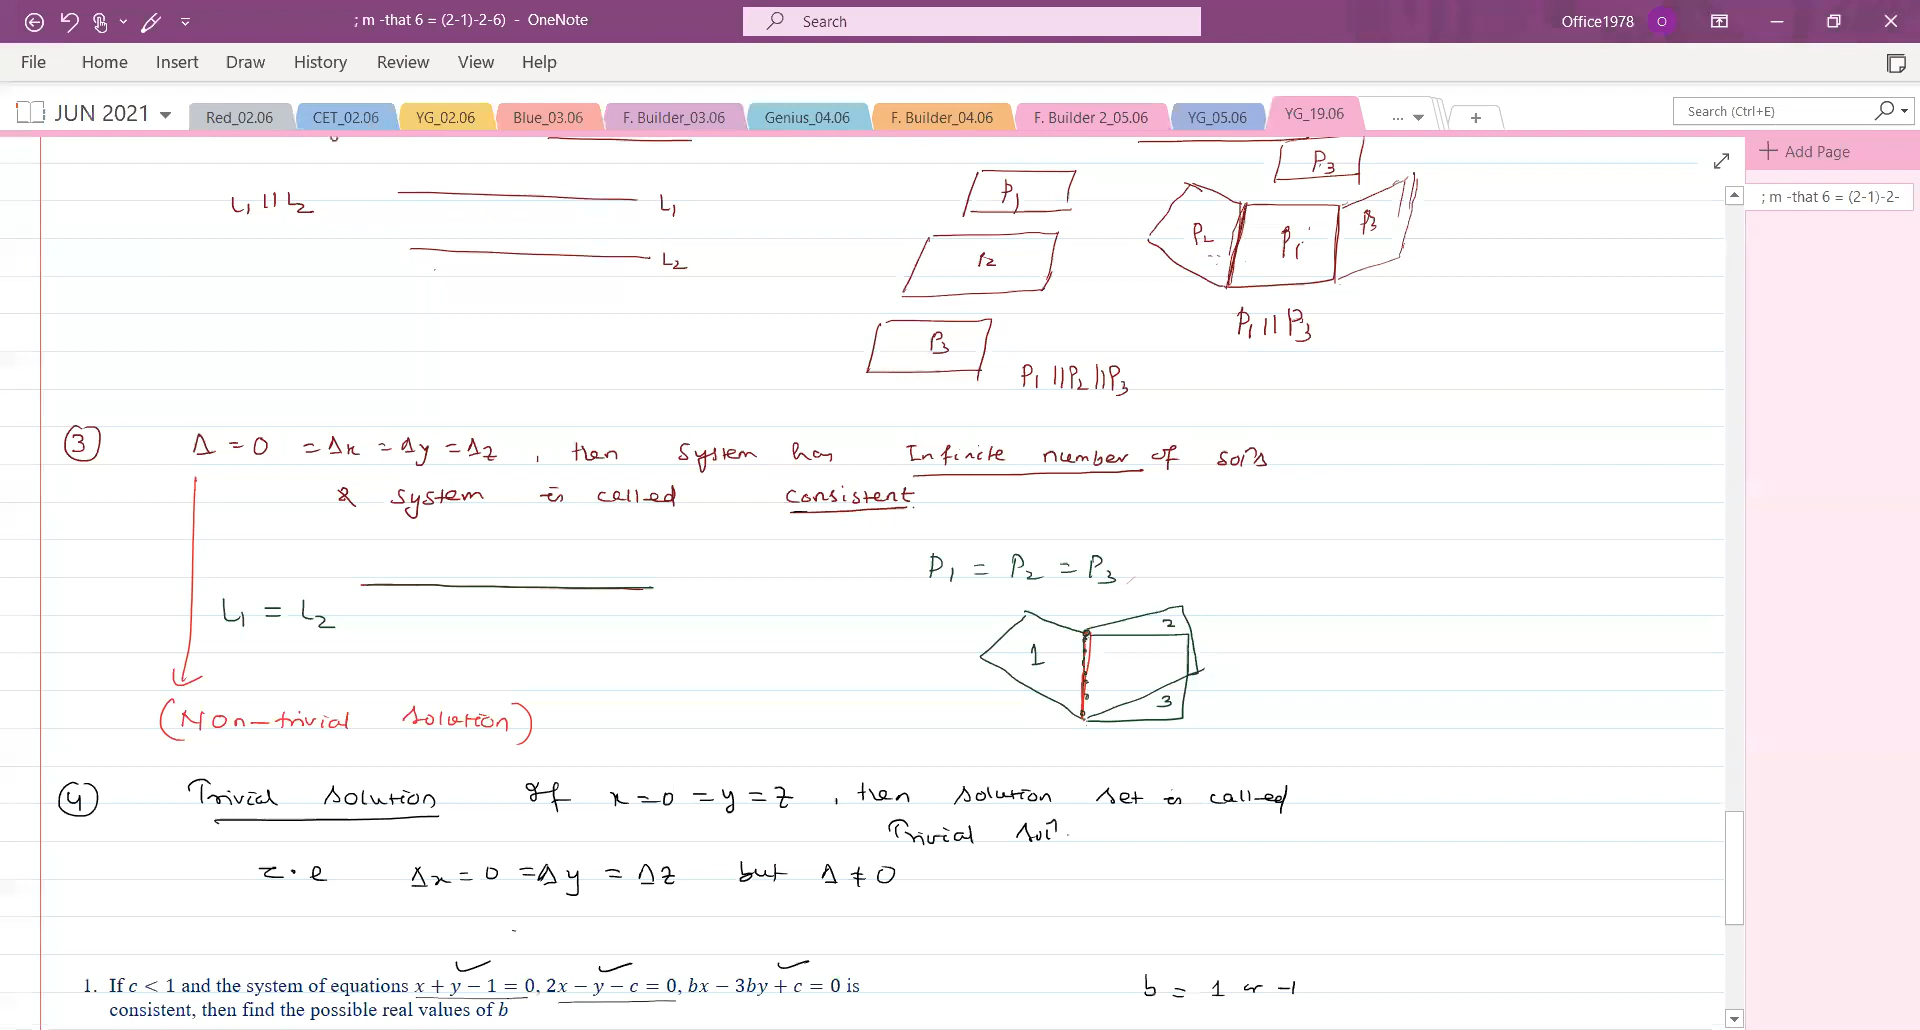 ; m -that 6 = (2-1)-2-6) - OneNote
Search
Office1978
O
File Home Insert Draw History Review View Help
JUN 2021
Red_02.06 CET_02.06 YG_02.06 Blue_03.06 F. Builder_03.06 Genius_04.06 F. Builder_04.06 F. Builder 2_05.06 YG_05.06 YG_19.06 ...
Search (Ctrl+E)
Add Page
; m -that 6 = (2-1)-2-
L₁ || L₂
L₁
L₂
P₁
P₂
P₃
P₁ || P₂ || P₃
P₃
P₂ P₁ P₃
P₁ || P₃
③ Δ = 0 = Δx = Δy = Δz , then system has Infinite number of solⁿs
& system is called consistent.
P₁ = P₂ = P₃
L₁ = L₂
1 2 3
(Non-trivial solution)
④ Trivial solution If x=0=y=z , then solution set is called
Trivial solⁿ.
i.e Δx = 0 = Δy = Δz but Δ ≠ 0
1. If c < 1 and the system of equations x + y − 1 = 0, 2x − y − c = 0, bx − 3by + c = 0 is
consistent, then find the possible real values of b
b = 1 or -1